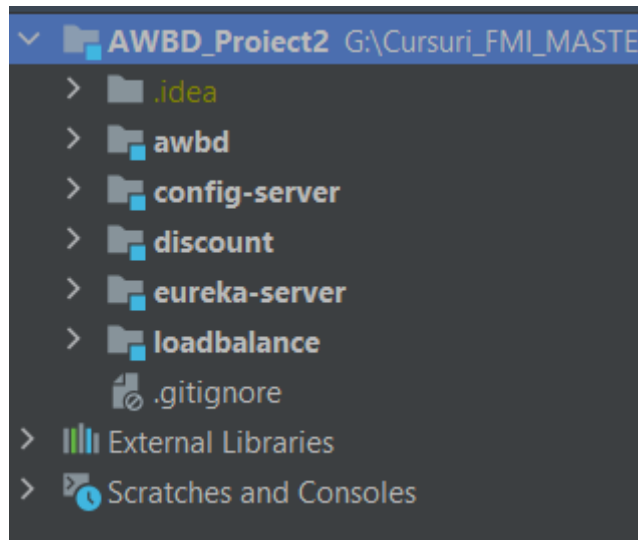 AWBD_Proiect2 G:\Cursuri_FMI_MASTE
.idea
awbd
config-server
discount
eureka-server
loadbalance
.gitignore
External Libraries
Scratches and Consoles